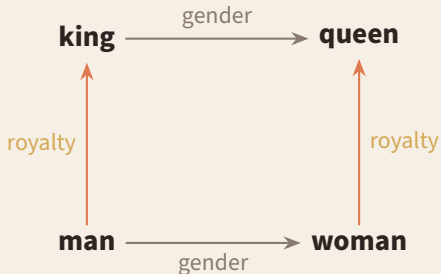 gender
king
queen
royalty
royalty
man
woman
gender